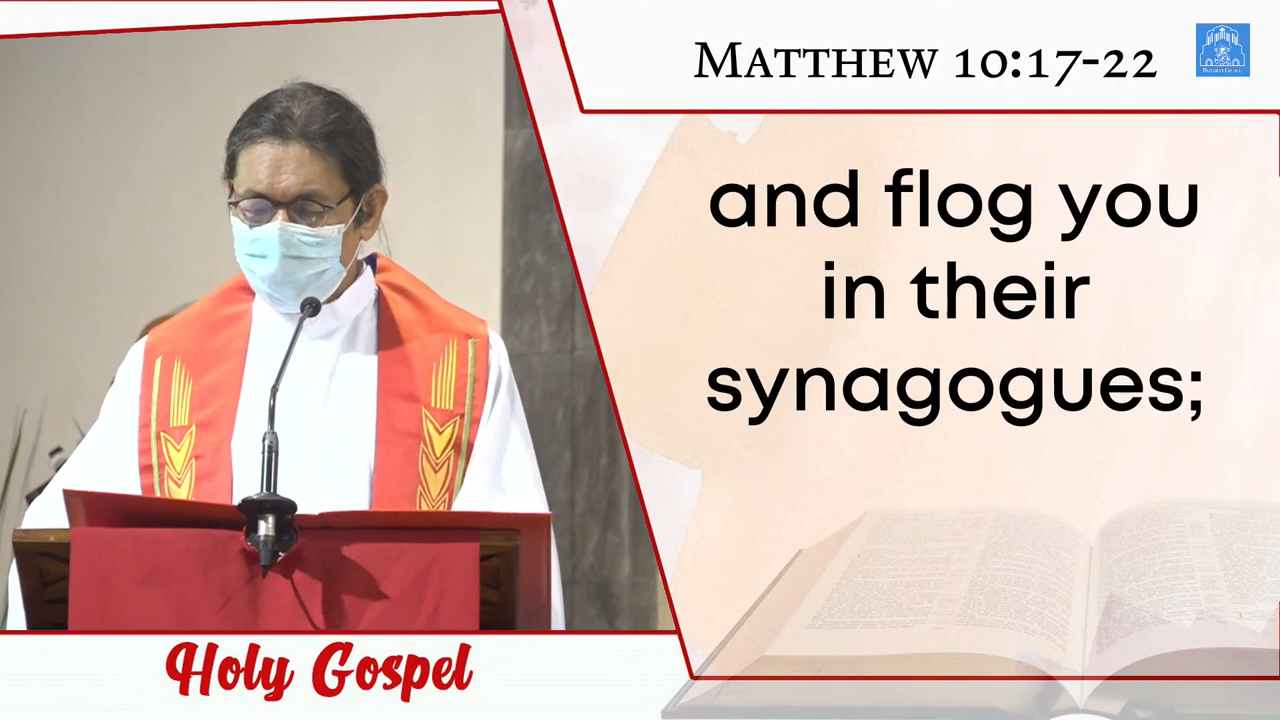 Matthew 10:17-22
and flog you
in their
synagogues;
Holy Gospel